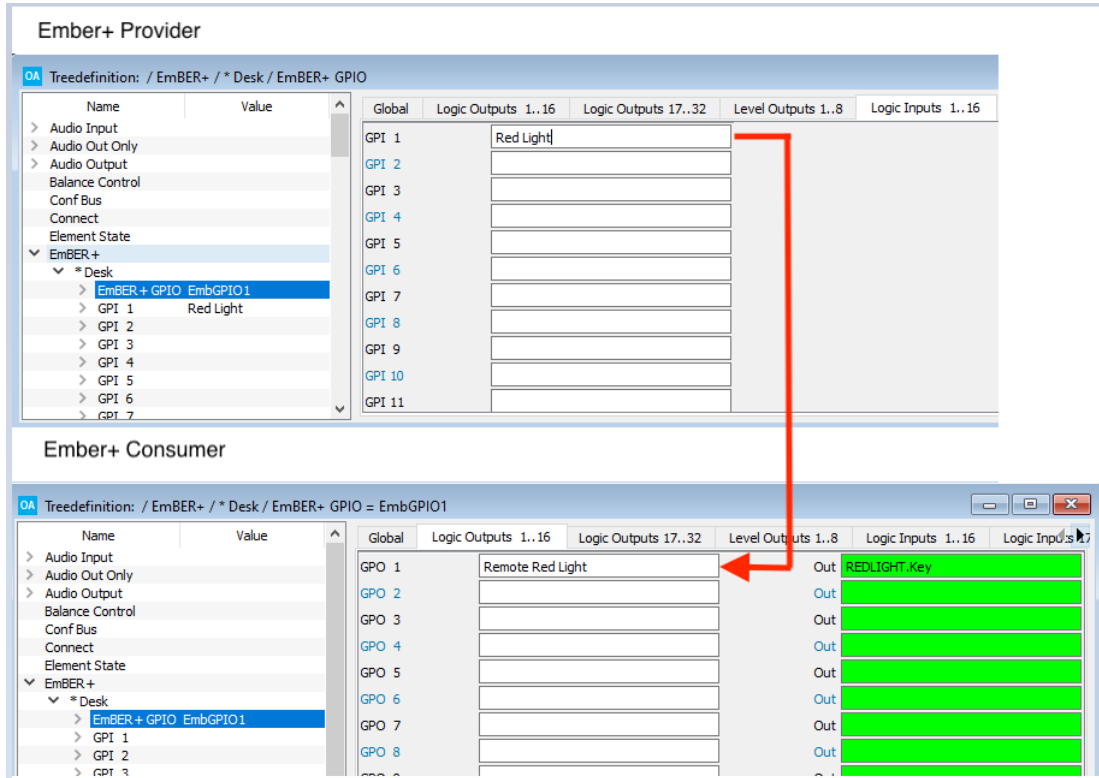 Ember+ Provider
OA Treedefinition: / EmBER+ / * Desk / EmBER+ GPIO
Name Value
Audio Input
Audio Out Only
Audio Output
Balance Control
Conf Bus
Connect
Element State
EmBER+
* Desk
EmBER+ GPIO EmbGPIO1
GPI 1 Red Light
GPI 2
GPI 3
GPI 4
GPI 5
GPI 6
GPI 7
Global Logic Outputs 1..16 Logic Outputs 17..32 Level Outputs 1..8 Logic Inputs 1..16
GPI 1 Red Light
GPI 2
GPI 3
GPI 4
GPI 5
GPI 6
GPI 7
GPI 8
GPI 9
GPI 10
GPI 11
Ember+ Consumer
OA Treedefinition: / EmBER+ / * Desk / EmBER+ GPIO = EmbGPIO1
Name Value
Audio Input
Audio Out Only
Audio Output
Balance Control
Conf Bus
Connect
Element State
EmBER+
* Desk
EmBER+ GPIO EmbGPIO1
GPI 1
GPI 2
GPI 3
Global Logic Outputs 1..16 Logic Outputs 17..32 Level Outputs 1..8 Logic Inputs 1..16 Logic Inputs 17
GPO 1 Remote Red Light Out REDLIGHT.Key
GPO 2 Out
GPO 3 Out
GPO 4 Out
GPO 5 Out
GPO 6 Out
GPO 7 Out
GPO 8 Out